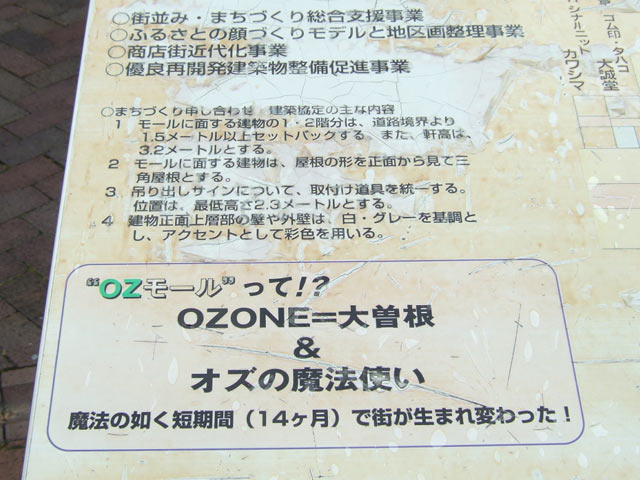 ○街並み・まちづくり総合支援事業
○ふるさとの顔づくりモデルと地区画整理事業
○商店街近代化事業
○優良再開発建築物整備促進事業
○まちづくり申し合わせ 建築協定の主な内容
1 モールに面する建物の1・2階分は、道路境界より
1.5メートル以上セットバックする。また、軒高は、
3.2メートルとする。
2 モールに面する建物は、屋根の形を正面から見て三
角屋根とする。
3 吊り出しサインについて、取付け道具を統一する。
位置は、最低高さ2.3メートルとする。
4 建物正面上層部の壁や外壁は、白・グレーを基調と
し、アクセントとして彩色を用いる。
“OZモール”って!?
OZONE=大曽根
&
オズの魔法使い
魔法の如く短期間(14ヶ月)で街が生まれ変わった!
ゴム印・タバコ
大誠堂
カワシマ